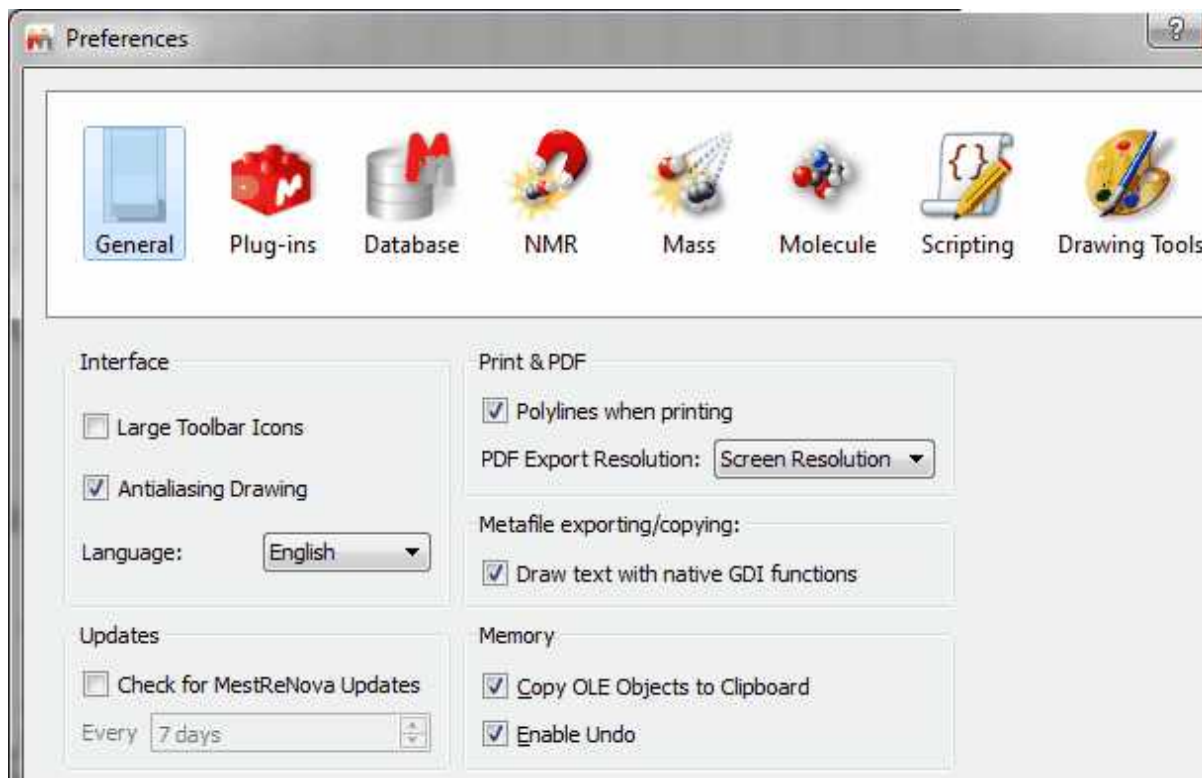 Preferences
?
General Plug-ins Database NMR Mass Molecule Scripting Drawing Tools
Interface
Large Toolbar Icons
Antialiasing Drawing
Language: English
Print & PDF
Polylines when printing
PDF Export Resolution: Screen Resolution
Metafile exporting/copying:
Draw text with native GDI functions
Updates
Check for MestReNova Updates
Every 7 days
Memory
Copy OLE Objects to Clipboard
Enable Undo